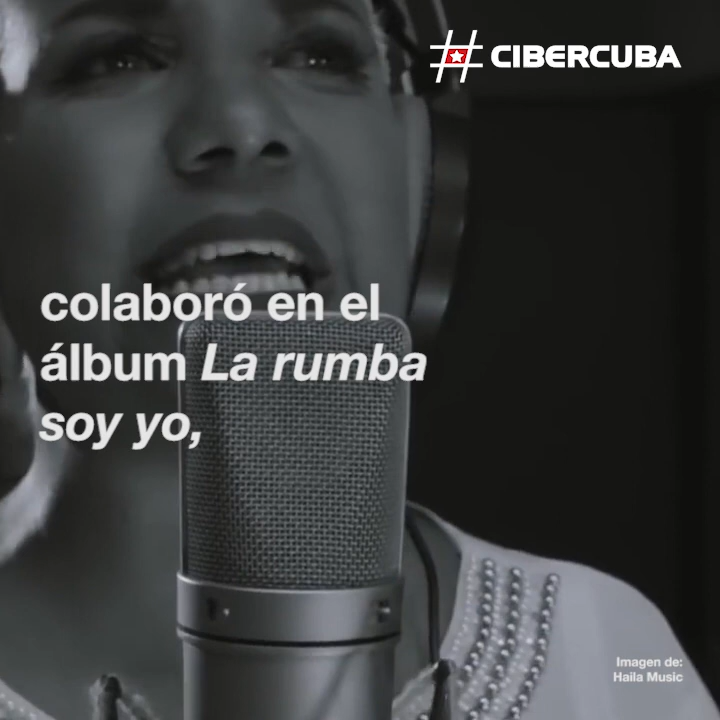 # CIBERCUBA
colaboró en el
álbum La rumba
soy yo,
Imagen de:
Haila Music